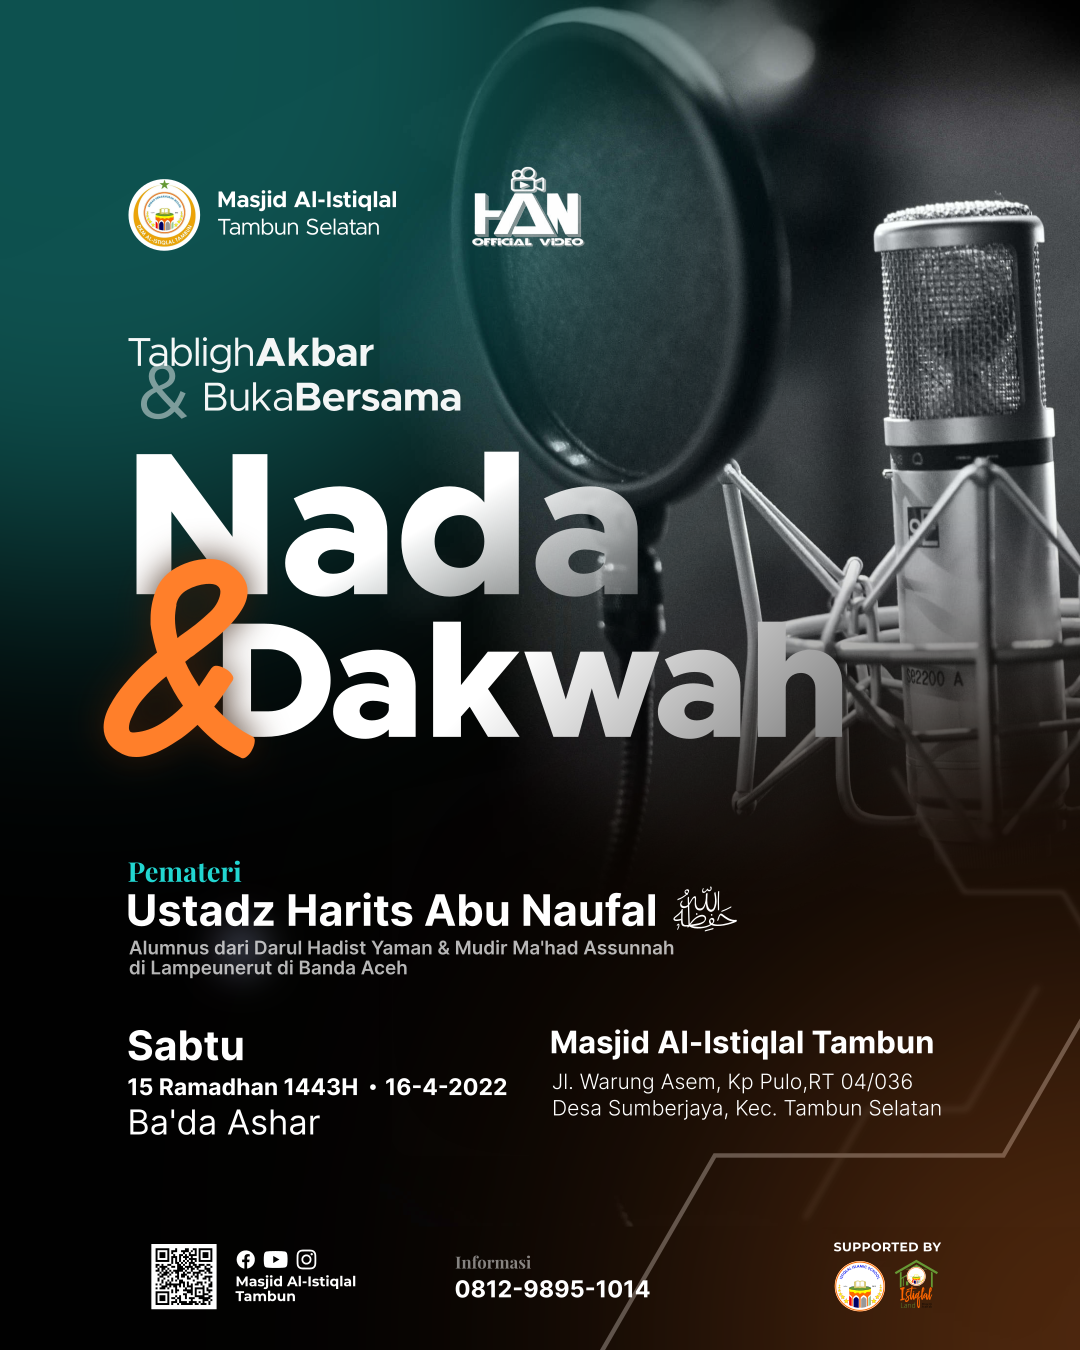 Masjid Al-Istiqlal
Tambun Selatan
HAN
OFFICIAL VIDEO
TablighAkbar
& BukaBersama
Nada
&Dakwah
Pemateri
Ustadz Harits Abu Naufal حفظه الله
Alumnus dari Darul Hadist Yaman & Mudir Ma'had Assunnah
di Lampeunerut di Banda Aceh
Sabtu
15 Ramadhan 1443H • 16-4-2022
Ba'da Ashar
Masjid Al-Istiqlal Tambun
Jl. Warung Asem, Kp Pulo,RT 04/036
Desa Sumberjaya, Kec. Tambun Selatan
Masjid Al-Istiqlal
Tambun
Informasi
0812-9895-1014
SUPPORTED BY
Istiqlal
Land